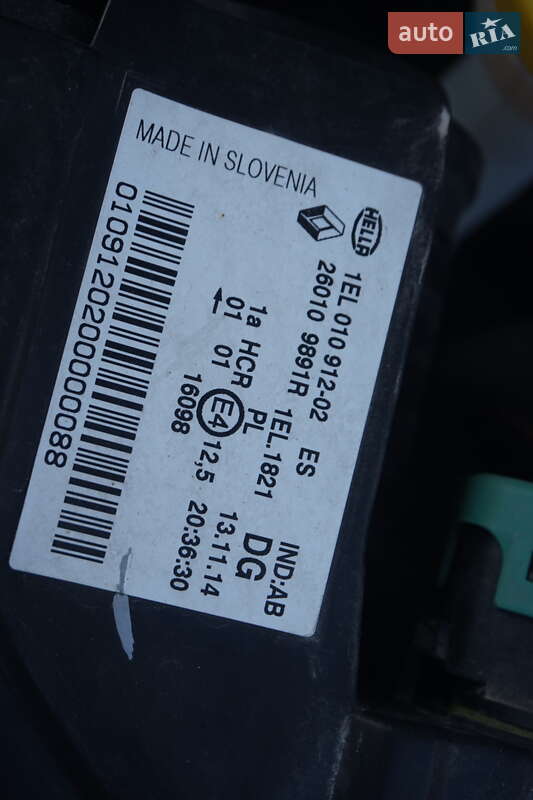 auto
RIA
.com
MADE IN SLOVENIA
HELLA
1EL 010 912-02 ES
26010 9891R 1EL.1821
IND:AB
1a HCR PL
DG
01 01 E4 12,5
13.11.14
16098
20:36:30
01091202000000088